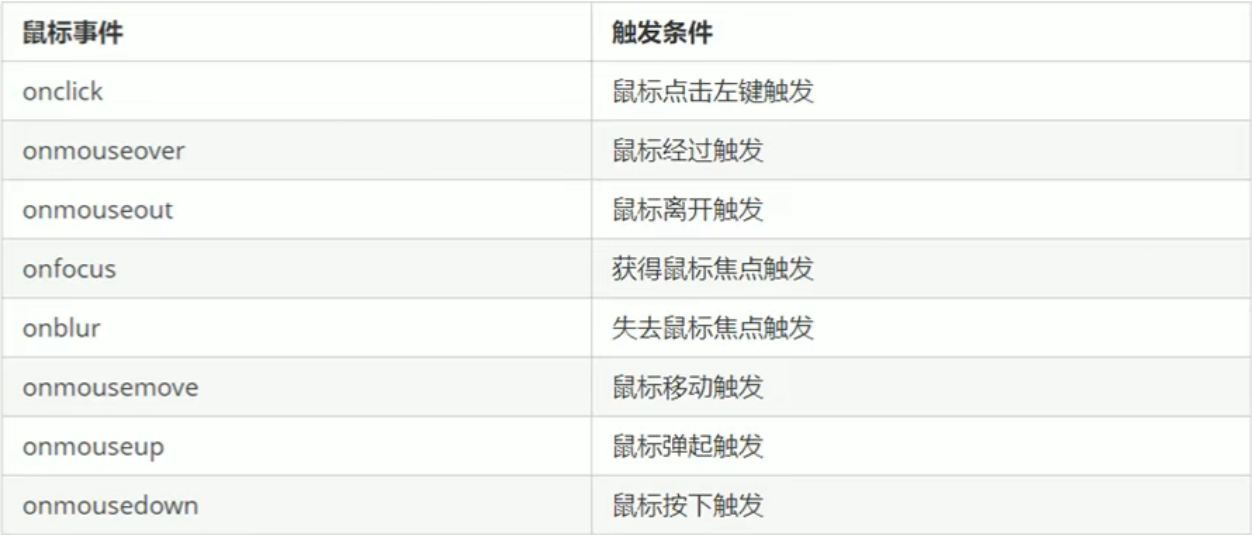 鼠标事件 触发条件
onclick 鼠标点击左键触发
onmouseover 鼠标经过触发
onmouseout 鼠标离开触发
onfocus 获得鼠标焦点触发
onblur 失去鼠标焦点触发
onmousemove 鼠标移动触发
onmouseup 鼠标弹起触发
onmousedown 鼠标按下触发